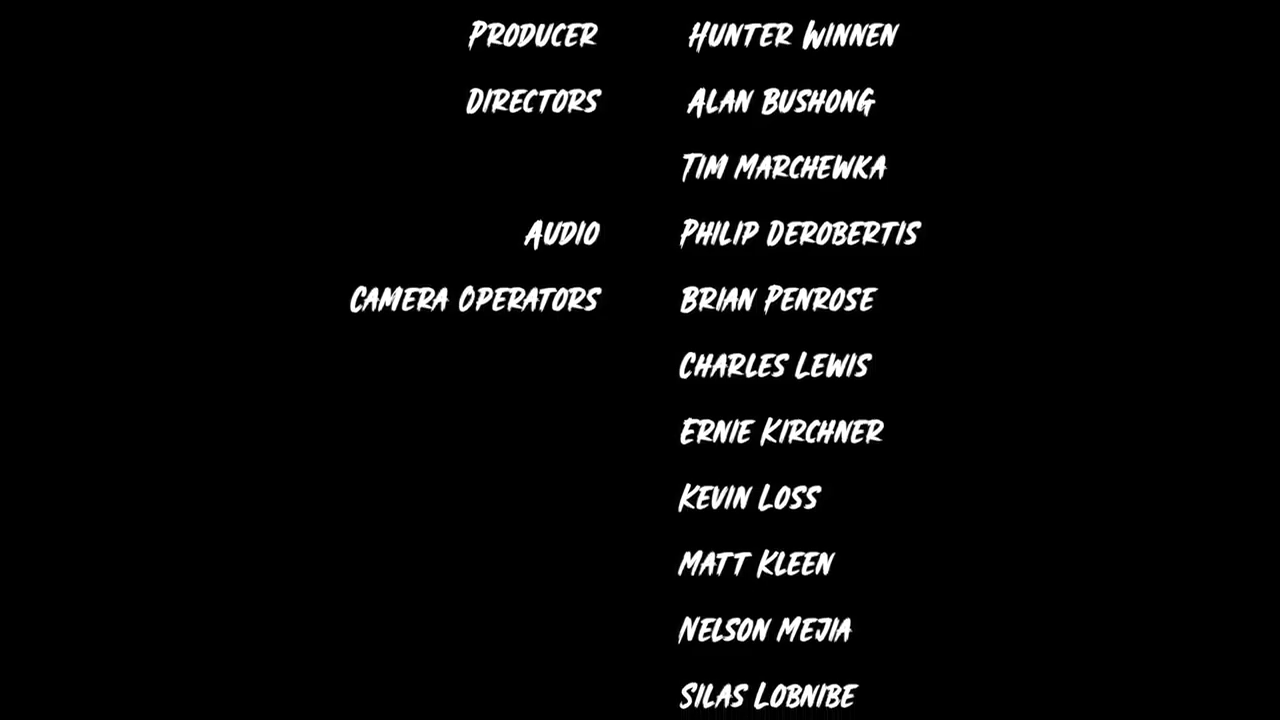 Producer Hunter Winnen
Directors Alan Bushong
Tim Marchewka
Audio Philip DeRobertis
Camera Operators Brian Penrose
Charles Lewis
Ernie Kirchner
Kevin Loss
Matt Kleen
Nelson Mejia
Silas Lobnibe